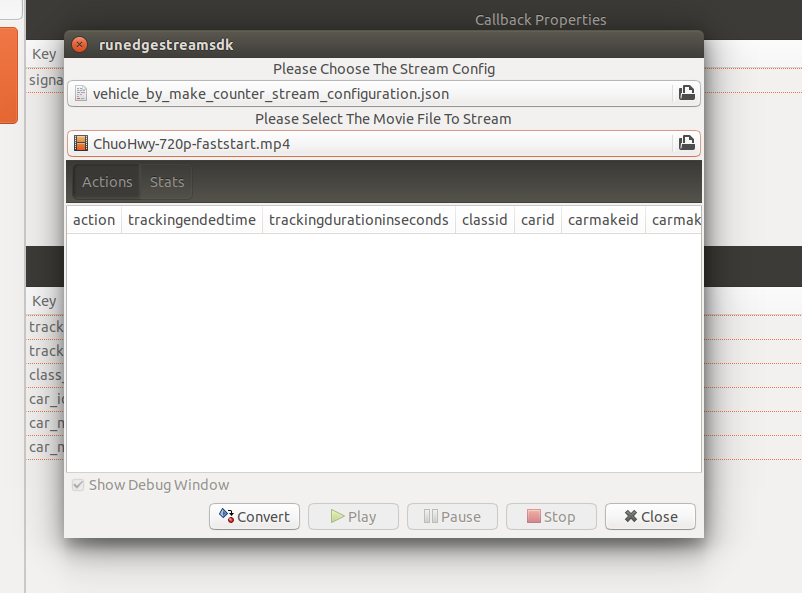 Callback Properties
Key
signa
runedgestreamsdk
Please Choose The Stream Config
vehicle_by_make_counter_stream_configuration.json
Please Select The Movie File To Stream
ChuoHwy-720p-faststart.mp4
Actions Stats
action trackingendedtime trackingdurationinseconds classid carid carmakeid carmak
Key
track
track
class_
car_i
car_m
car_m
Show Debug Window
Convert Play Pause Stop Close